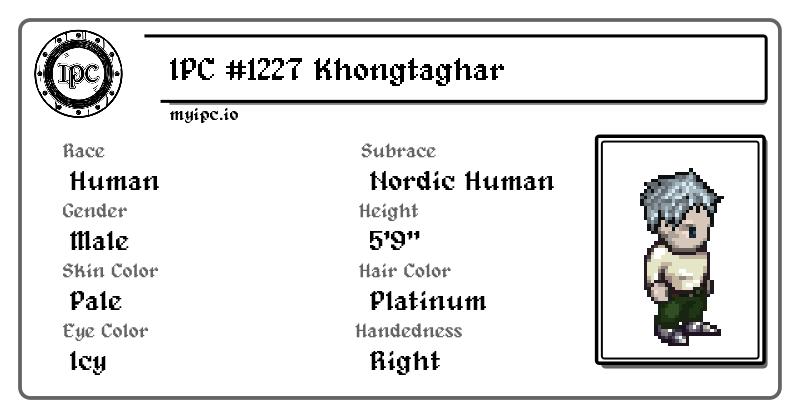 IPC
IPC #1227 Khongtaghar
myipc.io
Race
Subrace
Human
Nordic Human
Gender
Height
Male
5'9"
Skin Color
Hair Color
Pale
Platinum
Eye Color
Handedness
Icy
Right